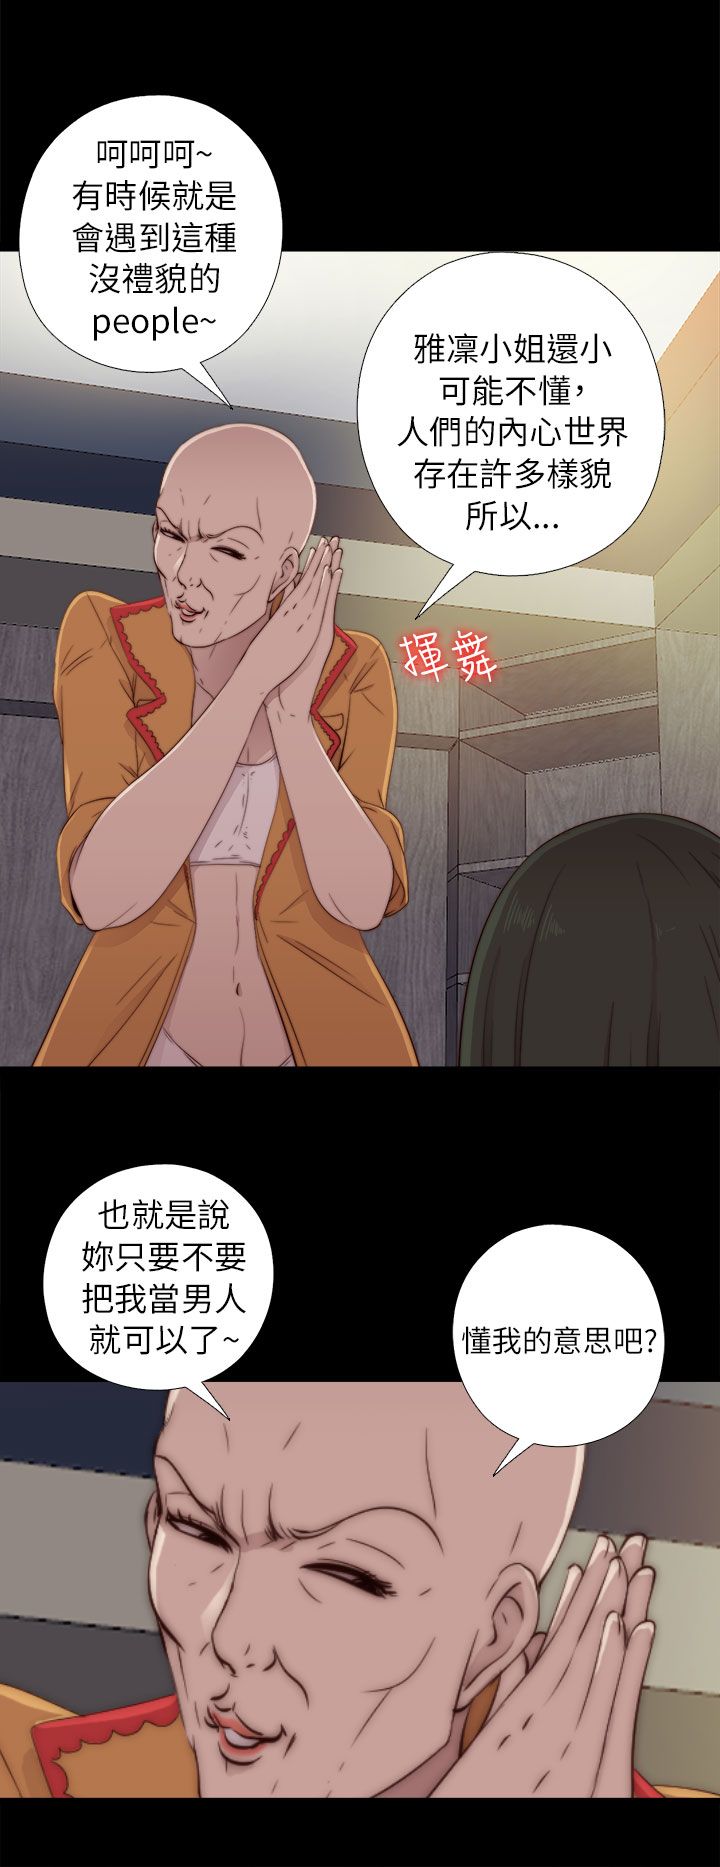 呵呵呵~
有時候就是
會遇到這種
沒禮貌的
people~
雅凜小姐還小
可能不懂,
人們的內心世界
存在許多樣貌
所以...
揮舞
也就是說
妳只要不要
把我當男人
就可以了~
懂我的意思吧?